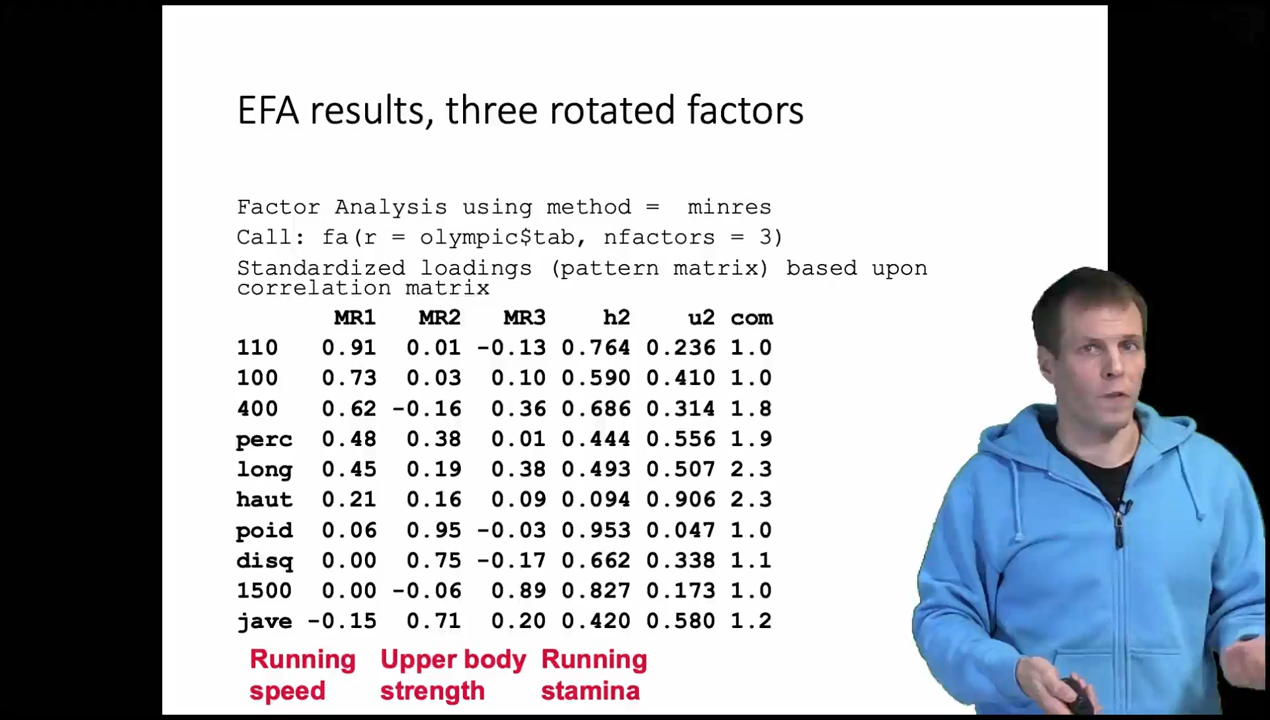 EFA results, three rotated factors
Factor Analysis using method =  minres
Call: fa(r = olympic$tab, nfactors = 3)
Standardized loadings (pattern matrix) based upon
correlation matrix
MR1 MR2 MR3 h2 u2 com
110 0.91 0.01 -0.13 0.764 0.236 1.0
100 0.73 0.03 0.10 0.590 0.410 1.0
400 0.62 -0.16 0.36 0.686 0.314 1.8
perc 0.48 0.38 0.01 0.444 0.556 1.9
long 0.45 0.19 0.38 0.493 0.507 2.3
haut 0.21 0.16 0.09 0.094 0.906 2.3
poid 0.06 0.95 -0.03 0.953 0.047 1.0
disq 0.00 0.75 -0.17 0.662 0.338 1.1
1500 0.00 -0.06 0.89 0.827 0.173 1.0
jave -0.15 0.71 0.20 0.420 0.580 1.2
Running Upper body Running
speed strength stamina